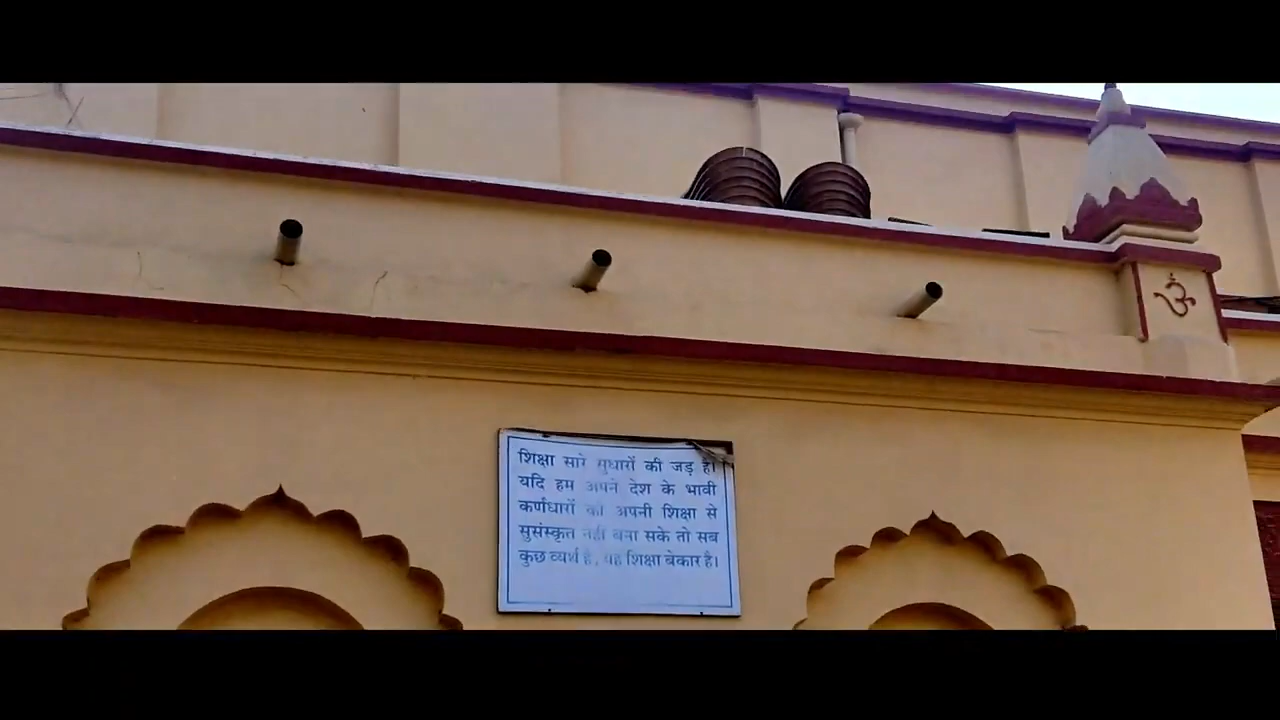 ॐ
शिक्षा सारे सुधारों की जड़ है।
यदि हम अपने देश के भावी
कर्णधारों को अपनी शिक्षा से
सुसंस्कृत नहीं बना सके तो सब
कुछ व्यर्थ है, वह शिक्षा बेकार है।